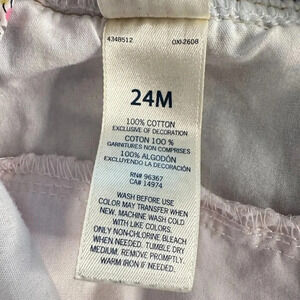 4348512 OXI-2608
24M
100% COTTON
EXCLUSIVE OF DECORATION
COTON 100 %
GARNITURES NON COMPRISES
100% ALGODÓN
EXCLUYENDO LA DECORACIÓN
RN# 96367
CA# 14974
WASH BEFORE USE
COLOR MAY TRANSFER WHEN
NEW. MACHINE WASH COLD
WITH LIKE COLORS.
ONLY NON-CHLORINE BLEACH
WHEN NEEDED. TUMBLE DRY
MEDIUM. REMOVE PROMPTLY.
WARM IRON IF NEEDED.